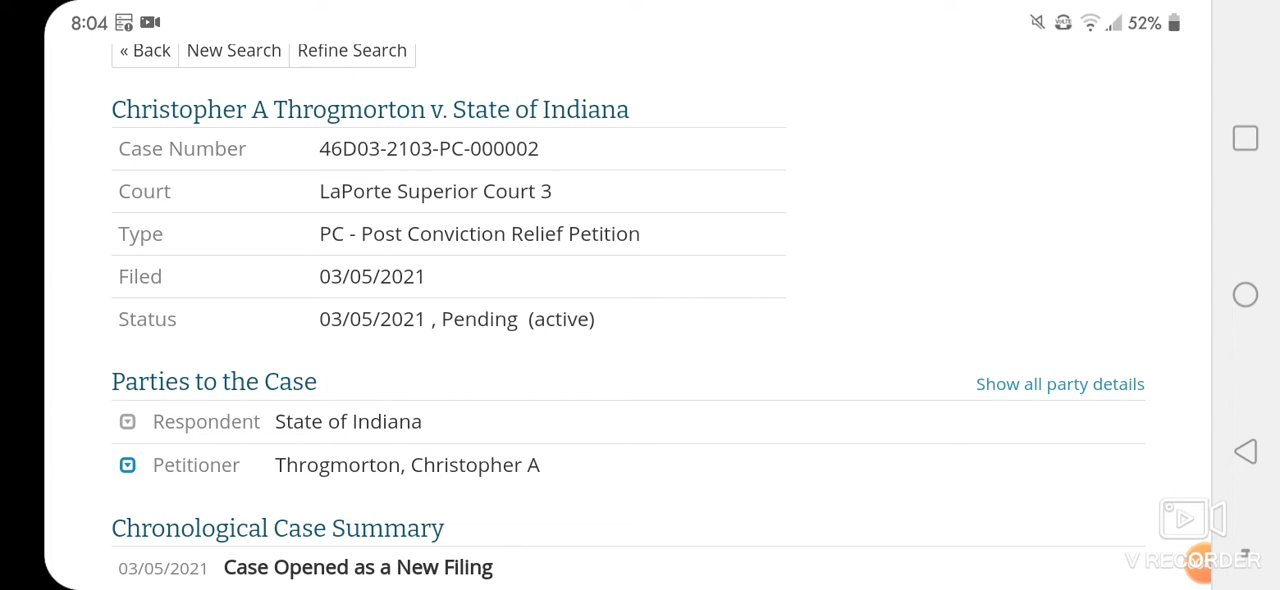 8:04 52%
« Back New Search Refine Search
Christopher A Throgmorton v. State of Indiana
Case Number 46D03-2103-PC-000002
Court LaPorte Superior Court 3
Type PC - Post Conviction Relief Petition
Filed 03/05/2021
Status 03/05/2021 , Pending (active)
Parties to the Case Show all party details
Respondent State of Indiana
Petitioner Throgmorton, Christopher A
Chronological Case Summary
03/05/2021 Case Opened as a New Filing
V RECORDER